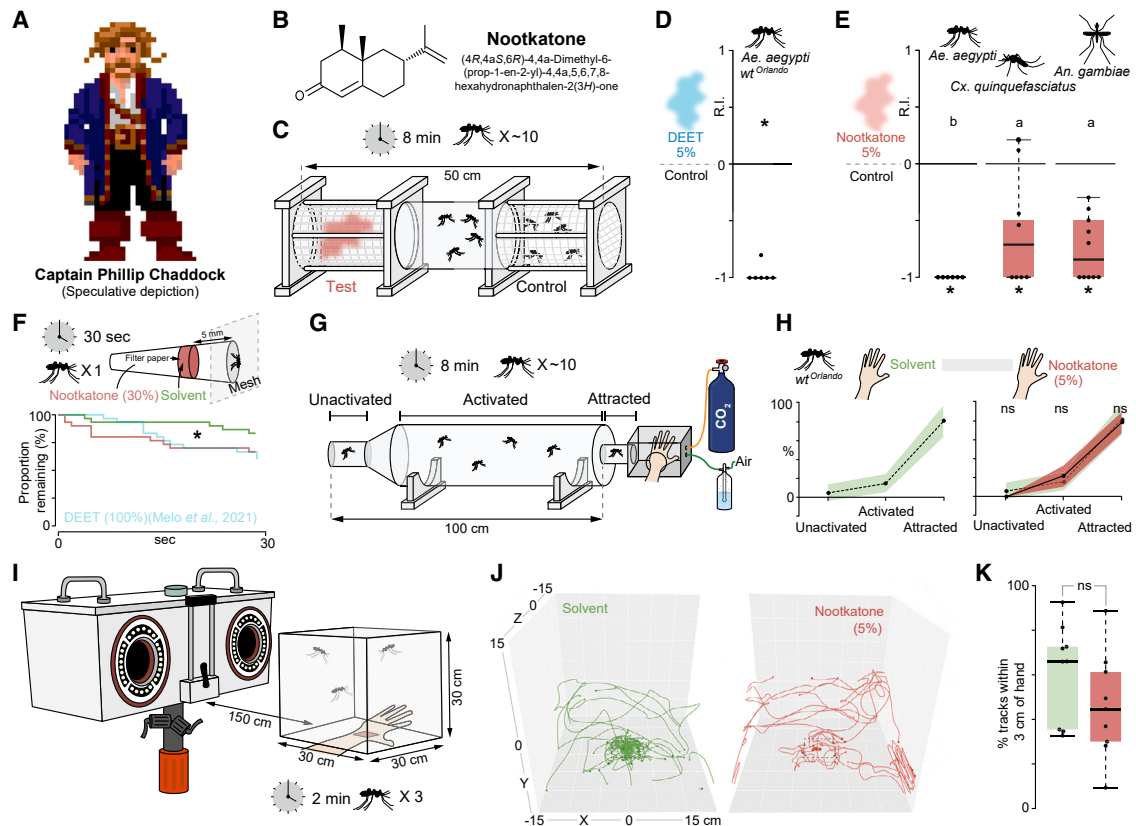 A
Captain Phillip Chaddock
(Speculative depiction)
B
Nootkatone
(4R,4aS,6R)-4,4a-Dimethyl-6-
(prop-1-en-2-yl)-4,4a,5,6,7,8-
hexahydronaphthalen-2(3H)-one
O
C
8 min
X ~10
50 cm
Test
Control
D
Ae. aegypti
wt Orlando
1
R.I.
DEET
5%
*
0
Control
-1
E
Ae. aegypti
An. gambiae
Cx. quinquefasciatus
1
R.I.
Nootkatone
5%
b
a
a
0
Control
-1
*
*
*
F
30 sec
X 1
5 mm
Filter paper
Mesh
Nootkatone (30%)
Solvent
100
Proportion
remaining (%)
*
DEET (100%)(Melo et al., 2021)
0
0
sec
30
G
8 min
X ~10
Unactivated
Activated
Attracted
CO2
Air
100 cm
H
wt Orlando
Solvent
Nootkatone
(5%)
100
%
0
Unactivated
Activated
Attracted
ns
ns
ns
Unactivated
Activated
Attracted
I
150 cm
30 cm
30 cm
30 cm
2 min
X 3
J
-15
0
Z
15
Solvent
Nootkatone
(5%)
0
Y
-15
X
0
15 cm
K
100
ns
% tracks within
3 cm of hand
0